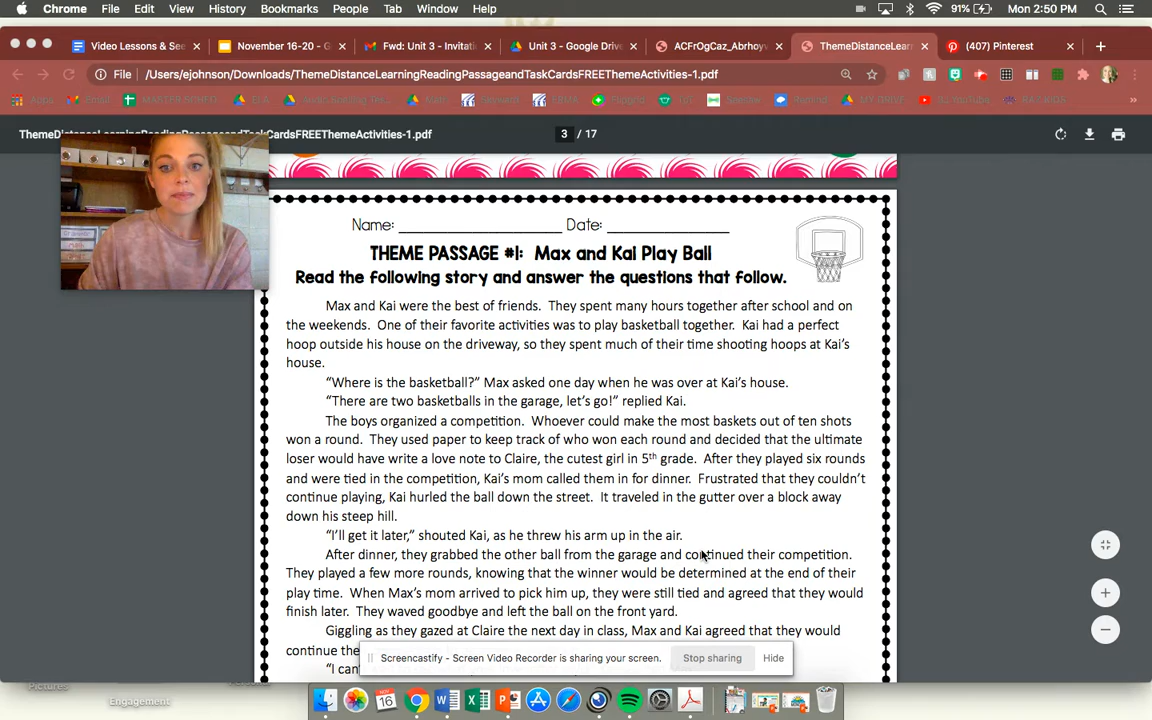 Chrome File Edit View History Bookmarks People Tab Window Help 91% Mon 2:50 PM
Video Lessons & See × November 16-20 - G × Fwd: Unit 3 - Invitati × Unit 3 - Google Drive × ACFrOgCaz_Abrhoyv × ThemeDistanceLearn × (407) Pinterest × +
File /Users/ejohnson/Downloads/ThemeDistanceLearningReadingPassageandTaskCardsFREEThemeActivities-1.pdf
Apps
ThemeDistanceLearningReadingPassageandTaskCardsFREEThemeActivities-1.pdf 3 / 17
Name: Date:
THEME PASSAGE #1: Max and Kai Play Ball
Read the following story and answer the questions that follow.
Max and Kai were the best of friends. They spent many hours together after school and on
the weekends. One of their favorite activities was to play basketball together. Kai had a perfect
hoop outside his house on the driveway, so they spent much of their time shooting hoops at Kai's
house.
"Where is the basketball?" Max asked one day when he was over at Kai's house.
"There are two basketballs in the garage, let's go!" replied Kai.
The boys organized a competition. Whoever could make the most baskets out of ten shots
won a round. They used paper to keep track of who won each round and decided that the ultimate
loser would have write a love note to Claire, the cutest girl in 5th grade. After they played six rounds
and were tied in the competition, Kai's mom called them in for dinner. Frustrated that they couldn't
continue playing, Kai hurled the ball down the street. It traveled in the gutter over a block away
down his steep hill.
"I'll get it later," shouted Kai, as he threw his arm up in the air.
After dinner, they grabbed the other ball from the garage and continued their competition.
They played a few more rounds, knowing that the winner would be determined at the end of their
play time. When Max's mom arrived to pick him up, they were still tied and agreed that they would
finish later. They waved goodbye and left the ball on the front yard.
Giggling as they gazed at Claire the next day in class, Max and Kai agreed that they would
continue the
Screencastify - Screen Video Recorder is sharing your screen. Stop sharing Hide
"I can
Pictures
Engagement
NOV
16